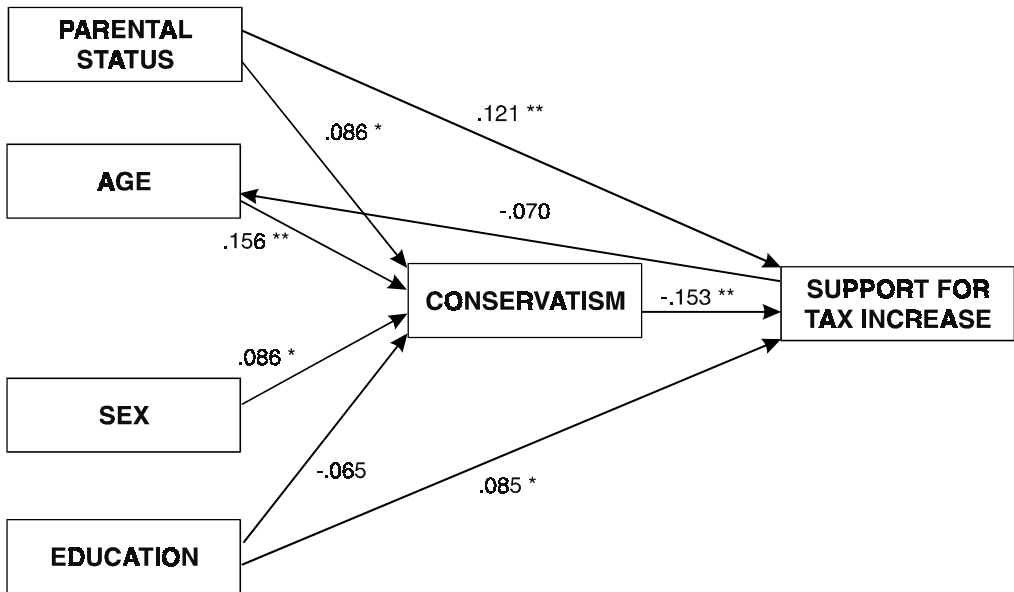 PARENTAL
STATUS
.121 **
.086 *
AGE
-.070
.156 **
CONSERVATISM
-.153 **
SUPPORT FOR
TAX INCREASE
.086 *
SEX
-.065
.085 *
EDUCATION